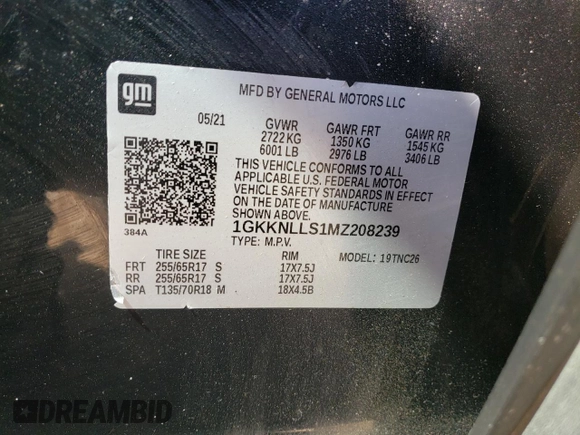 gm
MFD BY GENERAL MOTORS LLC
05/21 GVWR GAWR FRT GAWR RR
2722 KG 1350 KG 1545 KG
6001 LB 2976 LB 3406 LB
THIS VEHICLE CONFORMS TO ALL
APPLICABLE U.S. FEDERAL MOTOR
VEHICLE SAFETY STANDARDS IN EFFECT
ON THE DATE OF MANUFACTURE
SHOWN ABOVE.
1GKKNLLS1MZ208239
384A
TYPE: M.P.V. MODEL: 19TNC26
TIRE SIZE RIM
FRT 255/65R17 S 17X7.5J
RR 255/65R17 S 17X7.5J
SPA T135/70R18 M 18X4.5B
DREAMBID